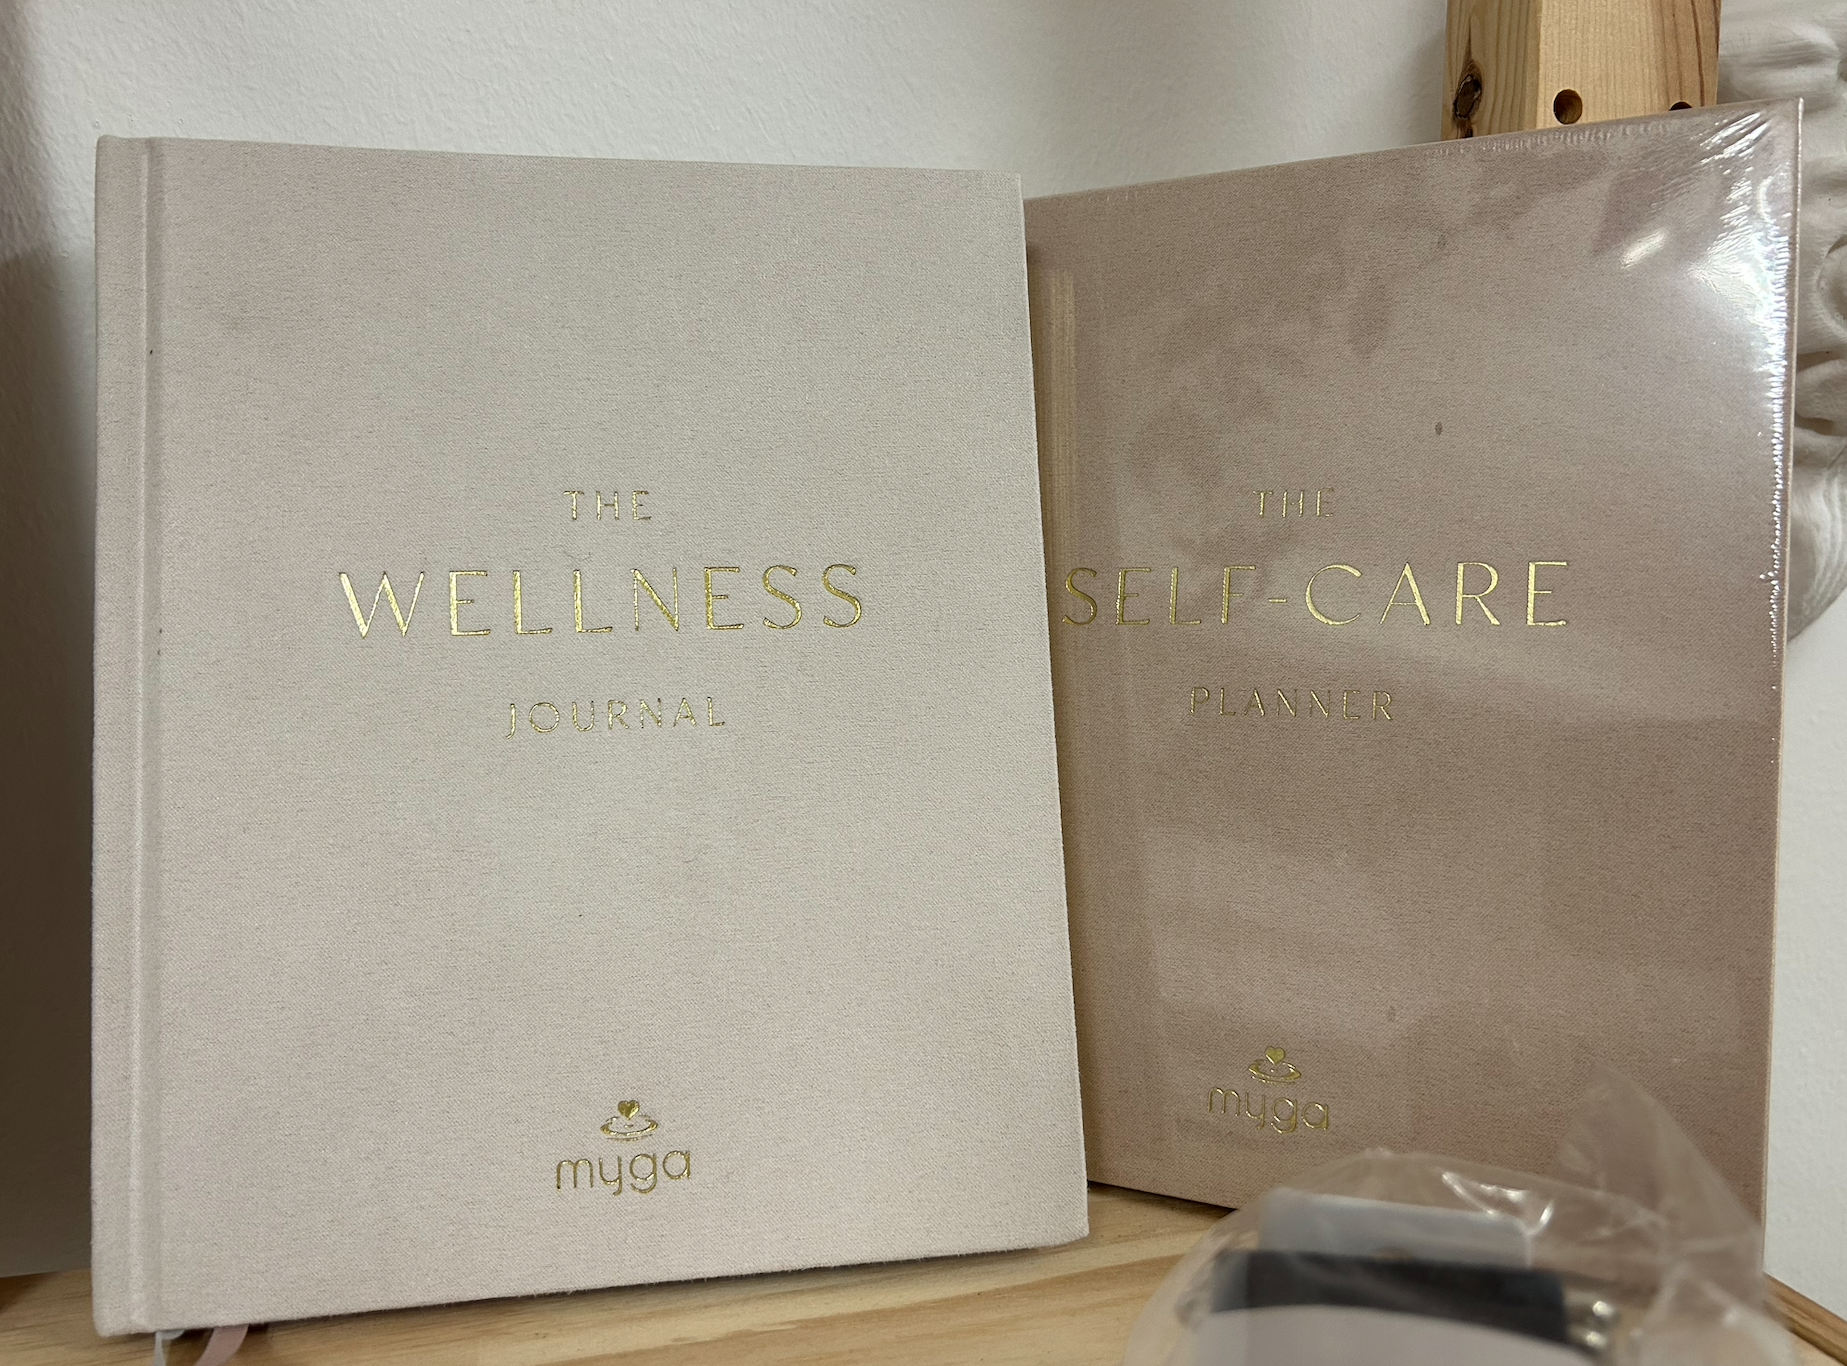 THE
WELLNESS
JOURNAL
myga
THE
SELF-CARE
PLANNER
myga